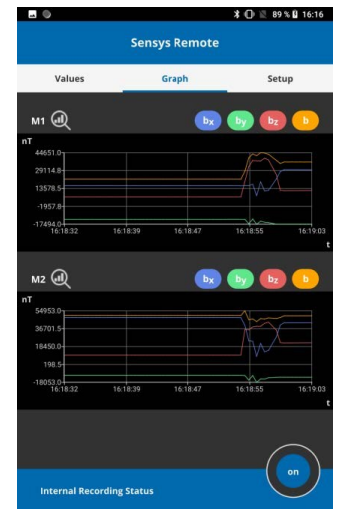 89 % 16:16
Sensys Remote
Values Graph Setup
M1 bx by bz b
nT
44651.0
29114.8
13578.5
-1957.8
-17494.0
16:18:32 16:18:39 16:18:47 16:18:55 16:19:03
t
M2 bx by bz b
nT
54953.0
36701.5
18450.0
198.5
-18053.0
16:18:32 16:18:39 16:18:47 16:18:55 16:19:03
t
on
Internal Recording Status